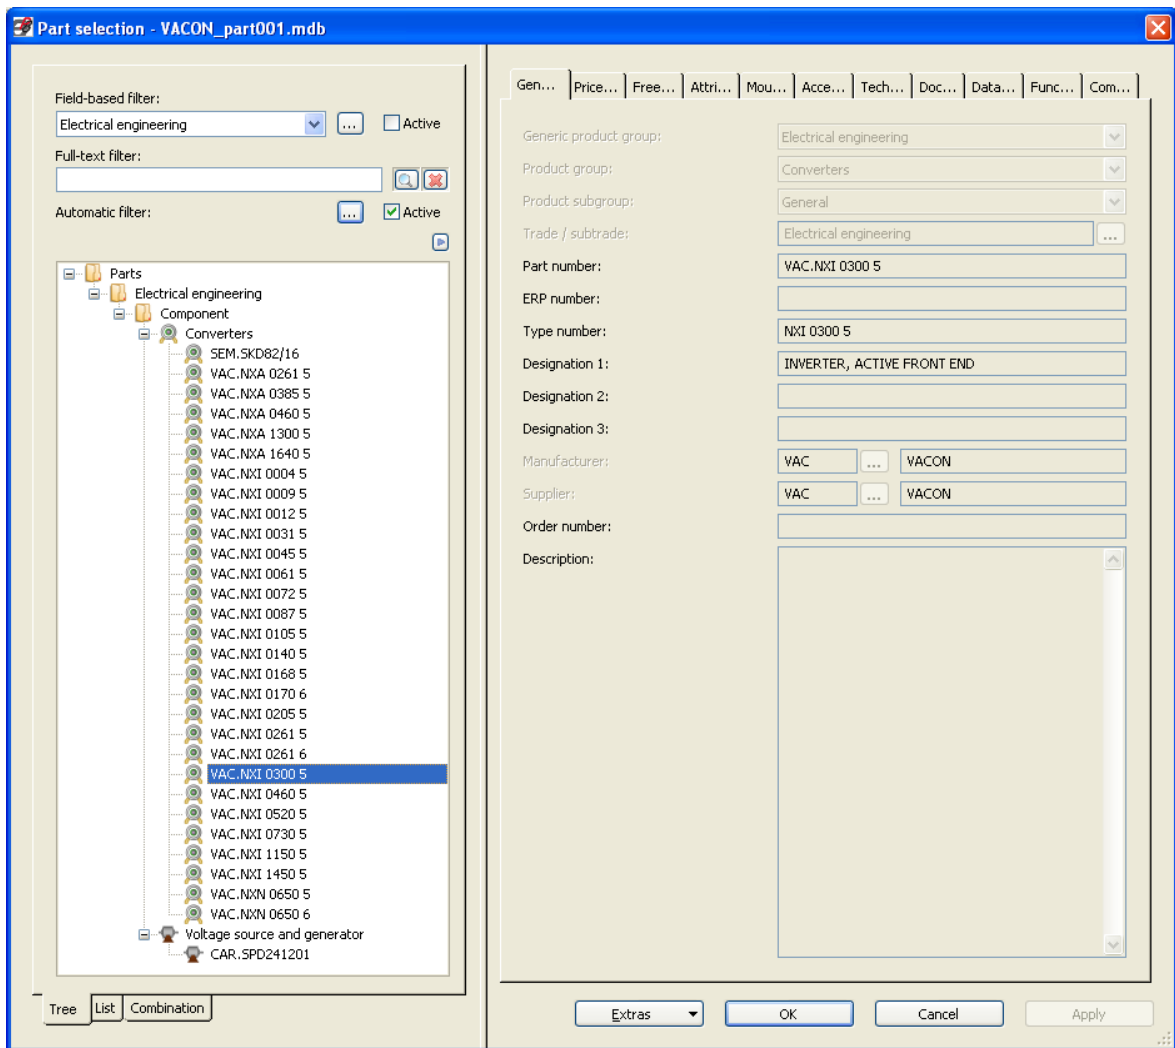 Part selection - VACON_part001.mdb
Field-based filter:
Electrical engineering
...
Active
Full-text filter:
Automatic filter:
...
Active
Parts
Electrical engineering
Component
Converters
SEM.SKD82/16
VAC.NXA 0261 5
VAC.NXA 0385 5
VAC.NXA 0460 5
VAC.NXA 1300 5
VAC.NXA 1640 5
VAC.NXI 0004 5
VAC.NXI 0009 5
VAC.NXI 0012 5
VAC.NXI 0031 5
VAC.NXI 0045 5
VAC.NXI 0061 5
VAC.NXI 0072 5
VAC.NXI 0087 5
VAC.NXI 0105 5
VAC.NXI 0140 5
VAC.NXI 0168 5
VAC.NXI 0170 6
VAC.NXI 0205 5
VAC.NXI 0261 5
VAC.NXI 0261 6
VAC.NXI 0300 5
VAC.NXI 0460 5
VAC.NXI 0520 5
VAC.NXI 0730 5
VAC.NXI 1150 5
VAC.NXI 1450 5
VAC.NXN 0650 5
VAC.NXN 0650 6
Voltage source and generator
CAR.SPD241201
Tree List Combination
Gen... Price... Free... Attri... Mou... Acce... Tech... Doc... Data... Func... Com...
Generic product group: Electrical engineering
Product group: Converters
Product subgroup: General
Trade / subtrade: Electrical engineering ...
Part number: VAC.NXI 0300 5
ERP number:
Type number: NXI 0300 5
Designation 1: INVERTER, ACTIVE FRONT END
Designation 2:
Designation 3:
Manufacturer: VAC ... VACON
Supplier: VAC ... VACON
Order number:
Description:
Extras OK Cancel Apply